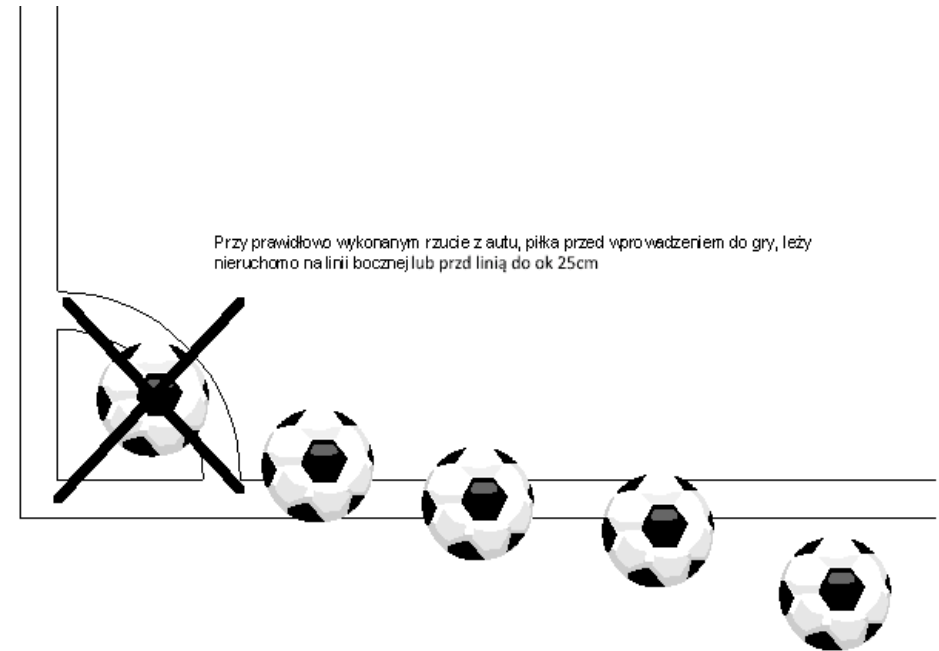 Przy prawidłowo wykonanym rzucie z autu, piłka przed wprowadzeniem do gry, leży
nieruchomo na linii bocznej lub przd linią do ok 25cm